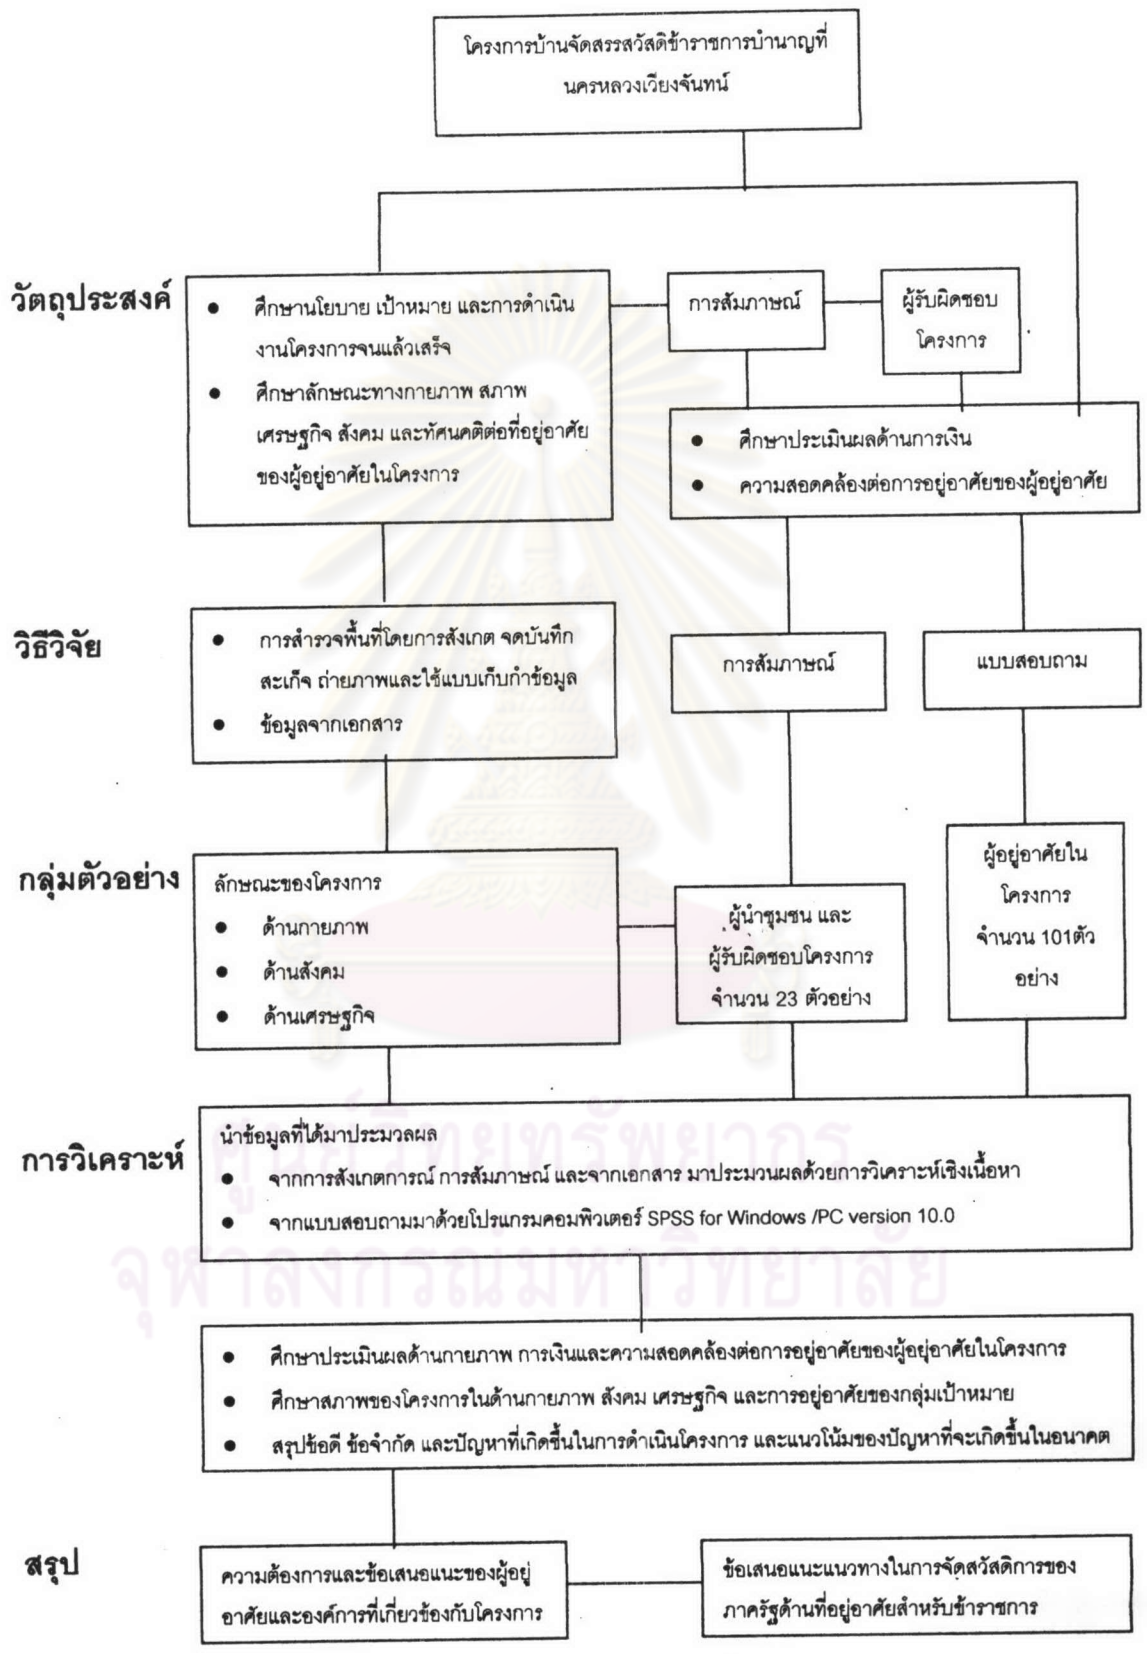 โครงการบ้านจัดสรรสวัสดิข้าราชการบำนาญที่
นครหลวงเวียงจันทน์
วัตถุประสงค์
● ศึกษานโยบาย เป้าหมาย และการดำเนิน
งานโครงการจนแล้วเสร็จ
● ศึกษาลักษณะทางกายภาพ สภาพ
เศรษฐกิจ สังคม และทัศนคติต่อที่อยู่อาศัย
ของผู้อยู่อาศัยในโครงการ
การสัมภาษณ์
ผู้รับผิดชอบ
โครงการ
● ศึกษาประเมินผลด้านการเงิน
● ความสอดคล้องต่อการอยู่อาศัยของผู้อยู่อาศัย
วิธีวิจัย
● การสำรวจพื้นที่โดยการสังเกต จดบันทึก
สะเก็จ ถ่ายภาพและใช้แบบเก็บกำข้อมูล
● ข้อมูลจากเอกสาร
การสัมภาษณ์
แบบสอบถาม
กลุ่มตัวอย่าง
ลักษณะของโครงการ
● ด้านกายภาพ
● ด้านสังคม
● ด้านเศรษฐกิจ
ผู้นำชุมชน และ
ผู้รับผิดชอบโครงการ
จำนวน 23 ตัวอย่าง
ผู้อยู่อาศัยใน
โครงการ
จำนวน 101ตัว
อย่าง
การวิเคราะห์
นำข้อมูลที่ได้มาประมวลผล
● จากการสังเกตการณ์ การสัมภาษณ์ และจากเอกสาร มาประมวนผลด้วยการวิเคราะห์เชิงเนื้อหา
● จากแบบสอบถามมาด้วยโปรแกรมคอมพิวเตอร์ SPSS for Windows /PC version 10.0
ศูนย์วิทยทรัพยากร
จุฬาลงกรณ์มหาวิทยาลัย
● ศึกษาประเมินผลด้านกายภาพ การเงินและความสอดคล้องต่อการอยู่อาศัยของผู้อยุ่อาศัยในโครงการ
● ศึกษาสภาพของโครงการในด้านกายภาพ สังคม เศรษฐกิจ และการอยู่อาศัยของกลุ่มเป้าหมาย
● สรุปข้อดี ข้อจำกัด และปัญหาที่เกิดขึ้นในการดำเนินโครงการ และแนวโน้มของปัญหาที่จะเกิดขึ้นในอนาคต
สรุป
ความต้องการและข้อเสนอแนะของผู้อยู่
อาศัยและองค์การที่เกี่ยวข้องกับโครงการ
ข้อเสนอแนะแนวทางในการจัดสวัสดิการของ
ภาครัฐด้านที่อยู่อาศัยสำหรับข้าราชการ